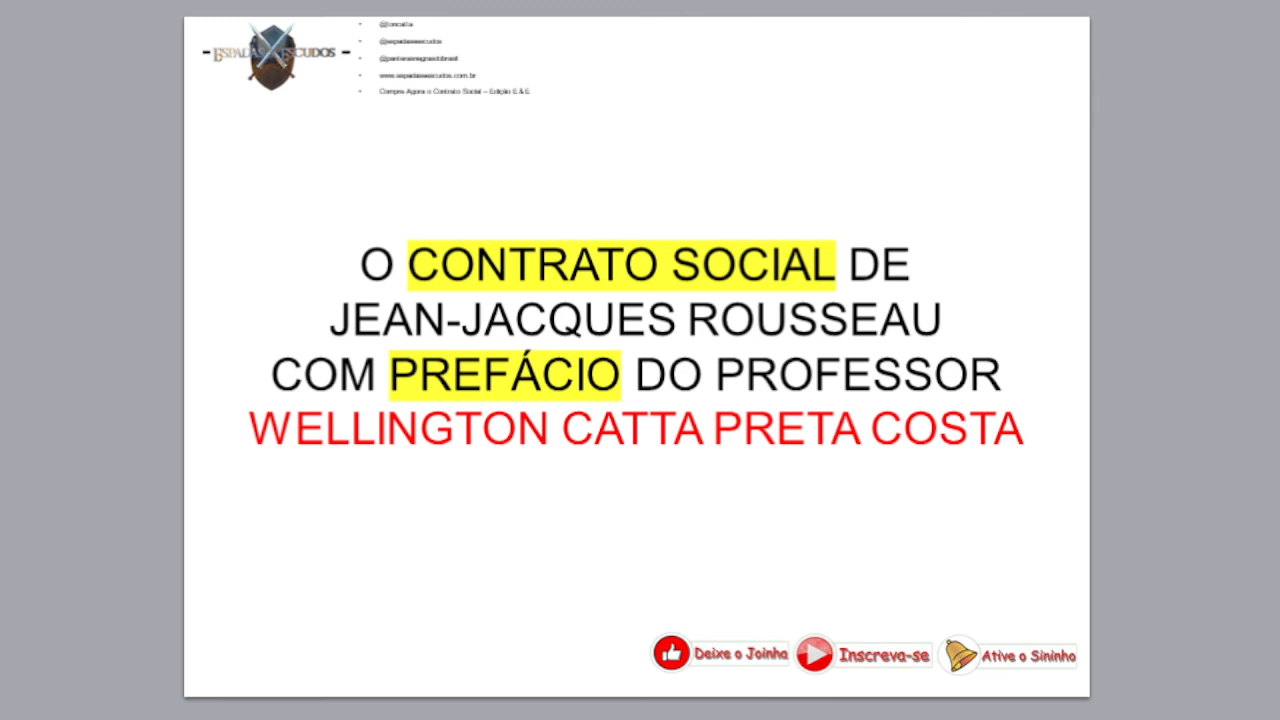 ESPADAS ESCUDOS
www.espadaseescudos.com.br
Compre Agora o Contrato Social – Edição E & E
O CONTRATO SOCIAL DE
JEAN-JACQUES ROUSSEAU
COM PREFÁCIO DO PROFESSOR
WELLINGTON CATTA PRETA COSTA
Deixe o Joinha
Inscreva-se
Ative o Sininho